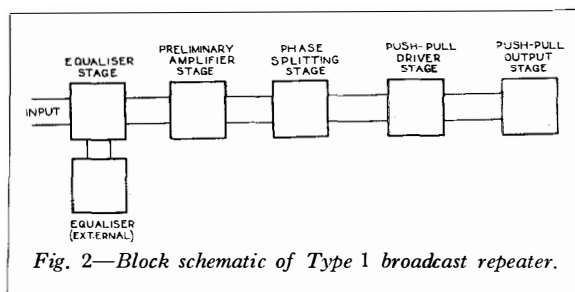 EQUALISER
STAGE
PRELIMINARY
AMPLIFIER
STAGE
PHASE
SPLITTING
STAGE
PUSH-PULL
DRIVER
STAGE
PUSH-PULL
OUTPUT
STAGE
INPUT
EQUALISER
(EXTERNAL)
Fig. 2—Block schematic of Type 1 broadcast repeater.